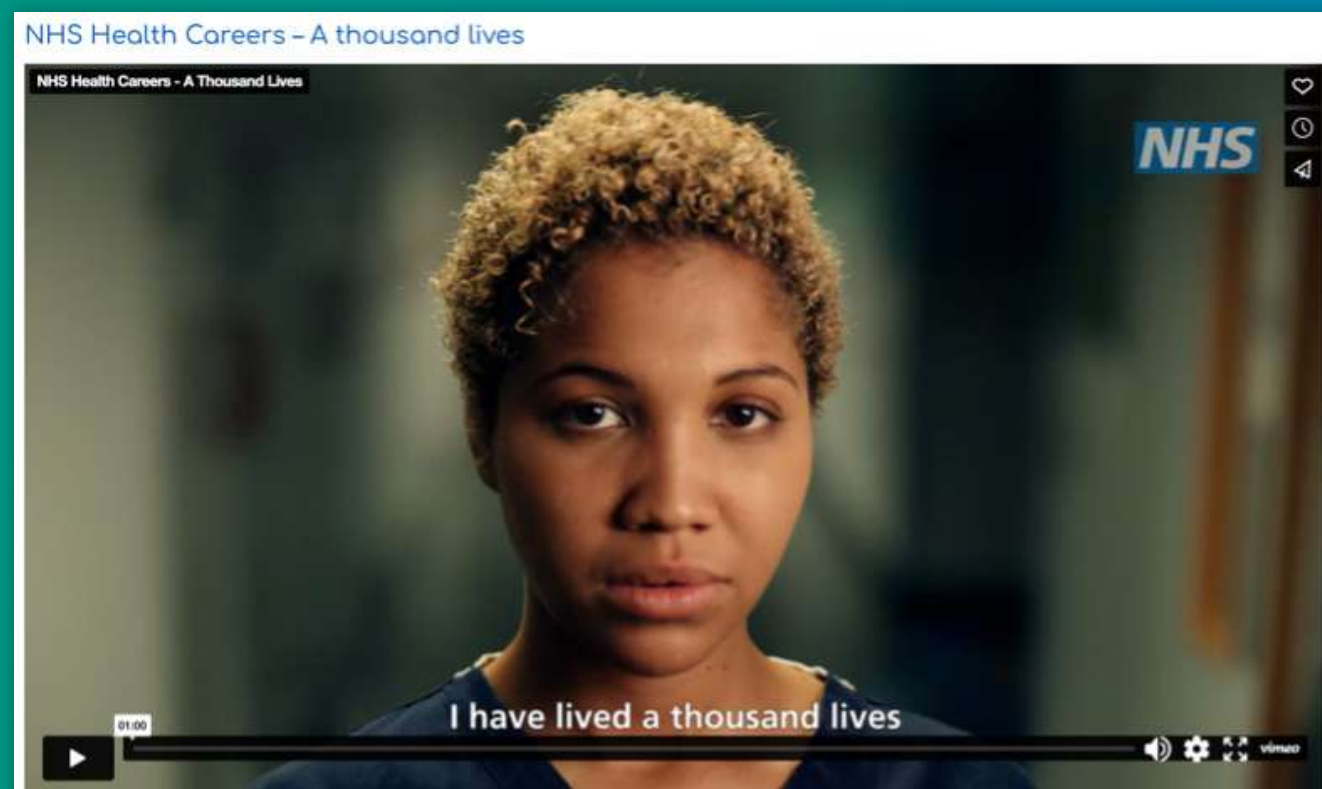 NHS Health Careers – A thousand lives
NHS Health Careers - A Thousand Lives
NHS
I have lived a thousand lives
01:00
vimeo